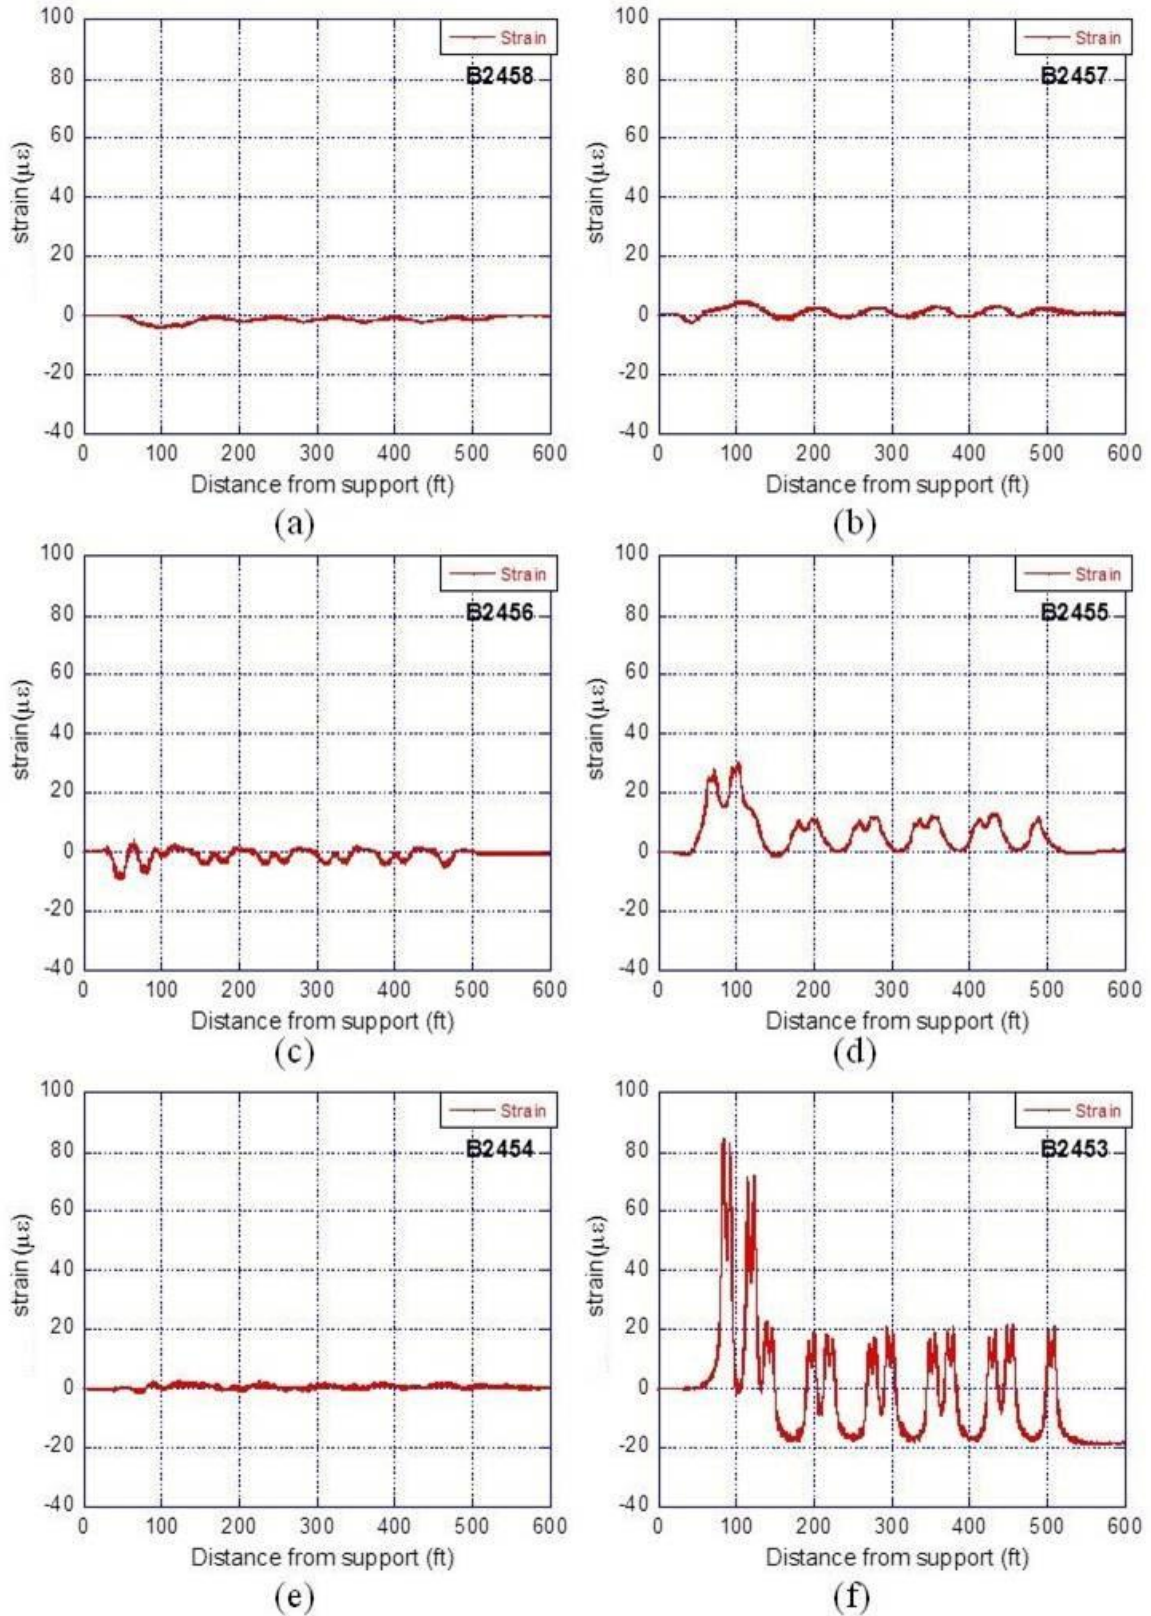 100
80
60
40
20
0
-20
-40
strain(με)
Strain
B2458
0 100 200 300 400 500 600
Distance from support (ft)
(a)
100
80
60
40
20
0
-20
-40
strain(με)
Strain
B2457
0 100 200 300 400 500 600
Distance from support (ft)
(b)
100
80
60
40
20
0
-20
-40
strain(με)
Strain
B2456
0 100 200 300 400 500 600
Distance from support (ft)
(c)
100
80
60
40
20
0
-20
-40
strain(με)
Strain
B2455
0 100 200 300 400 500 600
Distance from support (ft)
(d)
100
80
60
40
20
0
-20
-40
strain(με)
Strain
B2454
0 100 200 300 400 500 600
Distance from support (ft)
(e)
100
80
60
40
20
0
-20
-40
strain(με)
Strain
B2453
0 100 200 300 400 500 600
Distance from support (ft)
(f)